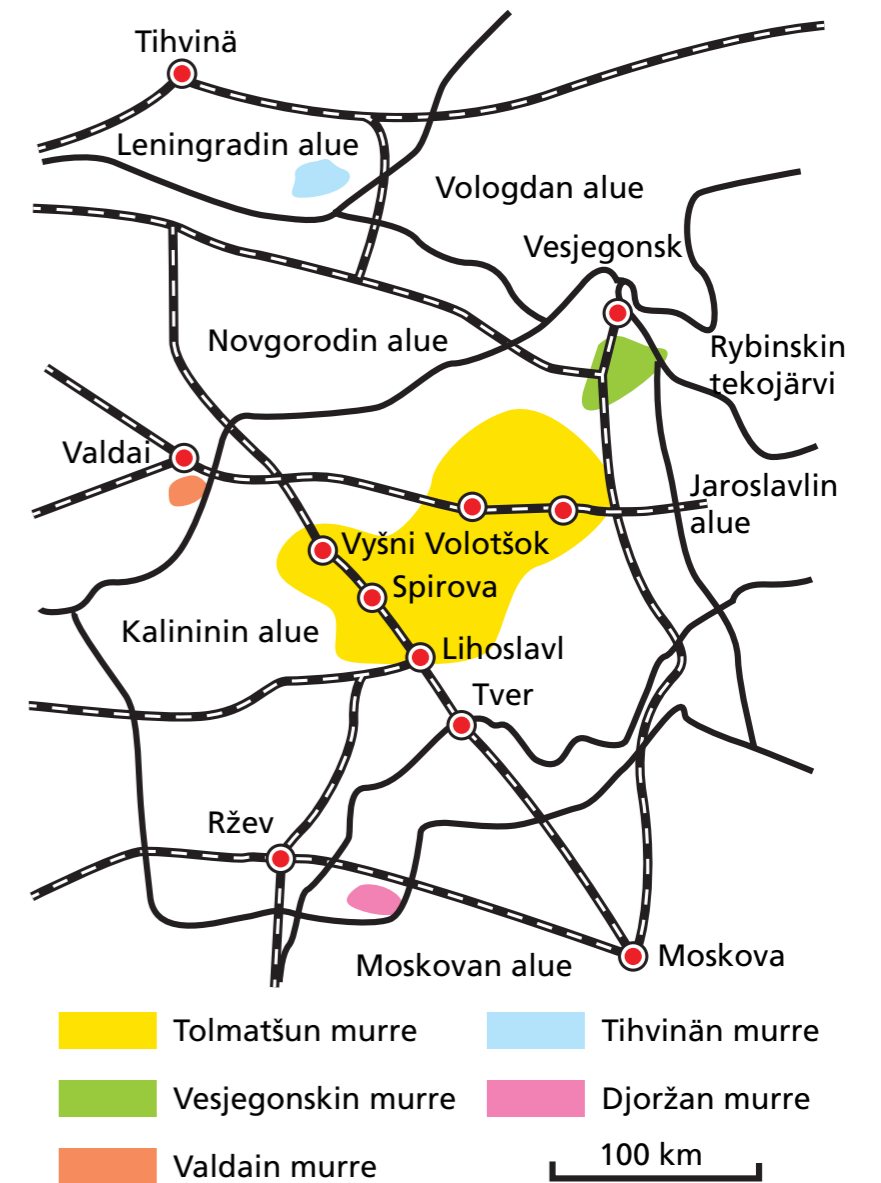 Tihvinä
Leningradin alue
Vologdan alue
Vesjegonsk
Novgorodin alue
Rybinskin
tekojärvi
Valdai
Jaroslavlin
alue
Vyšni Volotšok
Spirova
Kalininin alue
Lihoslavl
Tver
Ržev
Moskovan alue
Moskova
Tolmatšun murre
Tihvinän murre
Vesjegonskin murre
Djoržan murre
Valdain murre
100 km